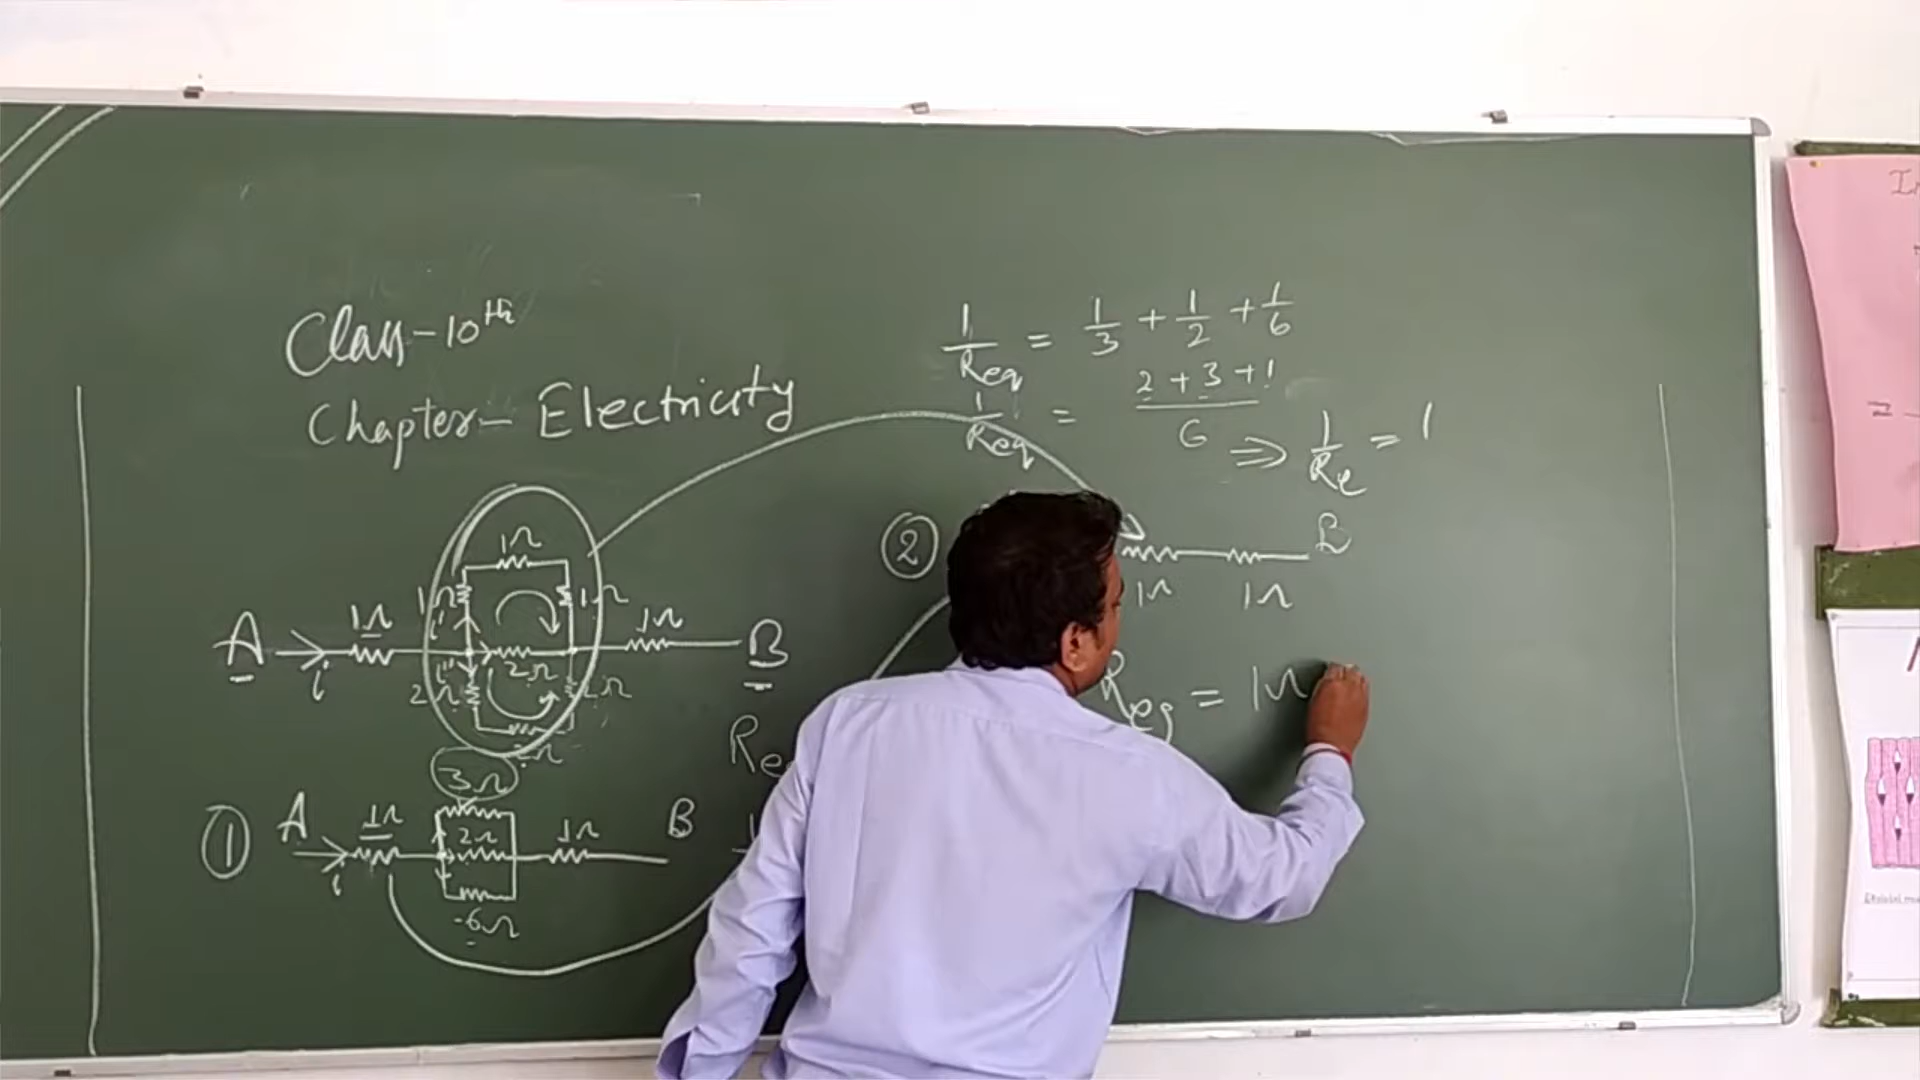 Class-10th
Chapter- Electricity
1/Req = 1/3 + 1/2 + 1/6
1/Req = (2+3+1)/6 ⇒ 1/Re = 1
1Ω
1Ω 1Ω
A i 1Ω i' 2Ω 1Ω B
i'' 2Ω 2Ω
2Ω
3Ω
① A i 1Ω 2Ω 1Ω B
6Ω
② B
1Ω 1Ω
Req = 1Ω